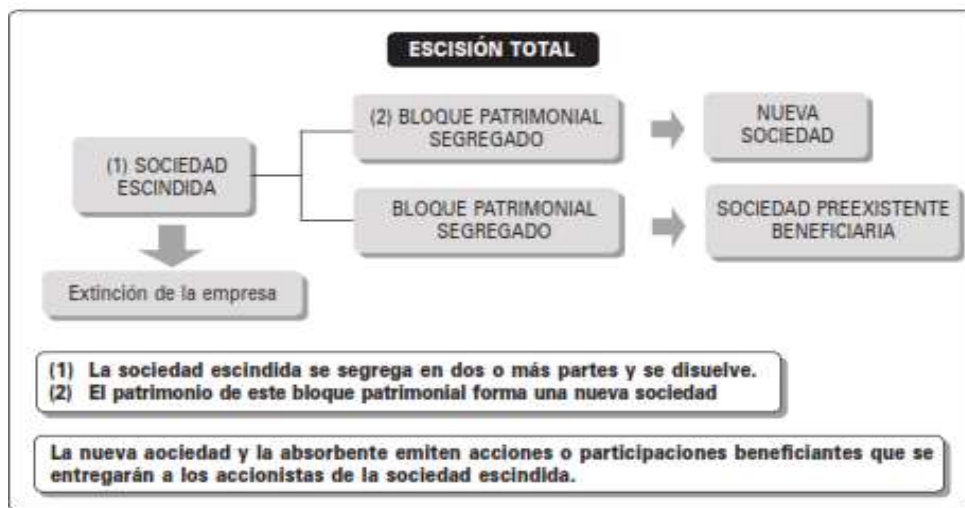 ESCISIÓN TOTAL
(2) BLOQUE PATRIMONIAL
SEGREGADO
NUEVA
SOCIEDAD
(1) SOCIEDAD
ESCINDIDA
BLOQUE PATRIMONIAL
SEGREGADO
SOCIEDAD PREEXISTENTE
BENEFICIARIA
Extinción de la empresa
(1) La sociedad escindida se segrega en dos o más partes y se disuelve.
(2) El patrimonio de este bloque patrimonial forma una nueva sociedad
La nueva aociedad y la absorbente emiten acciones o participaciones beneficiantes que se
entregarán a los accionistas de la sociedad escindida.